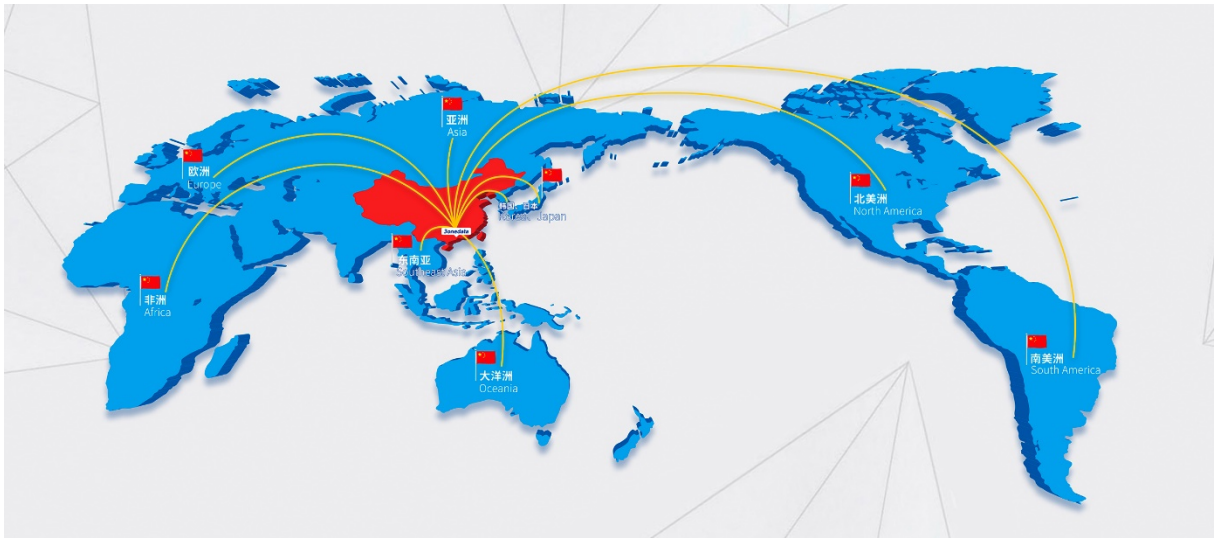 亚洲
Asia
欧洲
Europe
韩国、日本
Korea、Japan
北美洲
North America
Jonedala
东南亚
Southeast Asia
非洲
Africa
大洋洲
Oceania
南美洲
South America